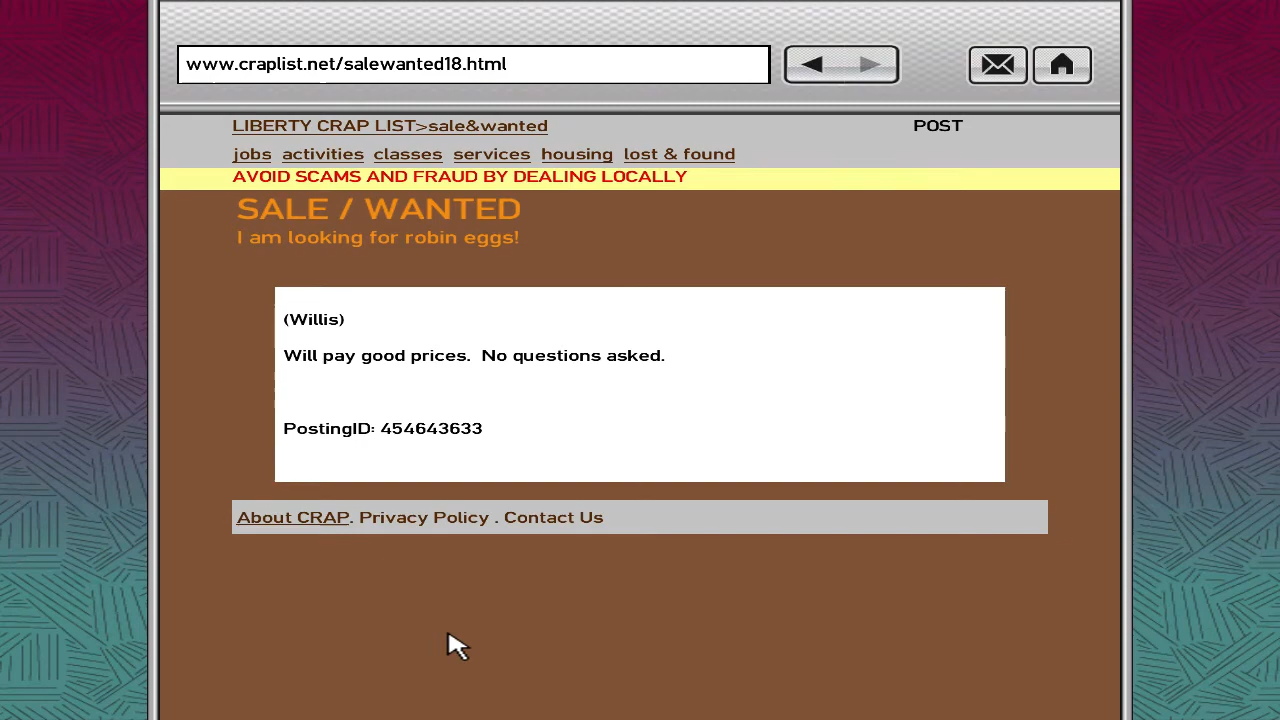 www.craplist.net/salewanted18.html
LIBERTY CRAP LIST>sale&wanted POST
jobs activities classes services housing lost & found
AVOID SCAMS AND FRAUD BY DEALING LOCALLY
SALE / WANTED
I am looking for robin eggs!
(Willis)
Will pay good prices.  No questions asked.
PostingID: 454643633
About CRAP. Privacy Policy . Contact Us